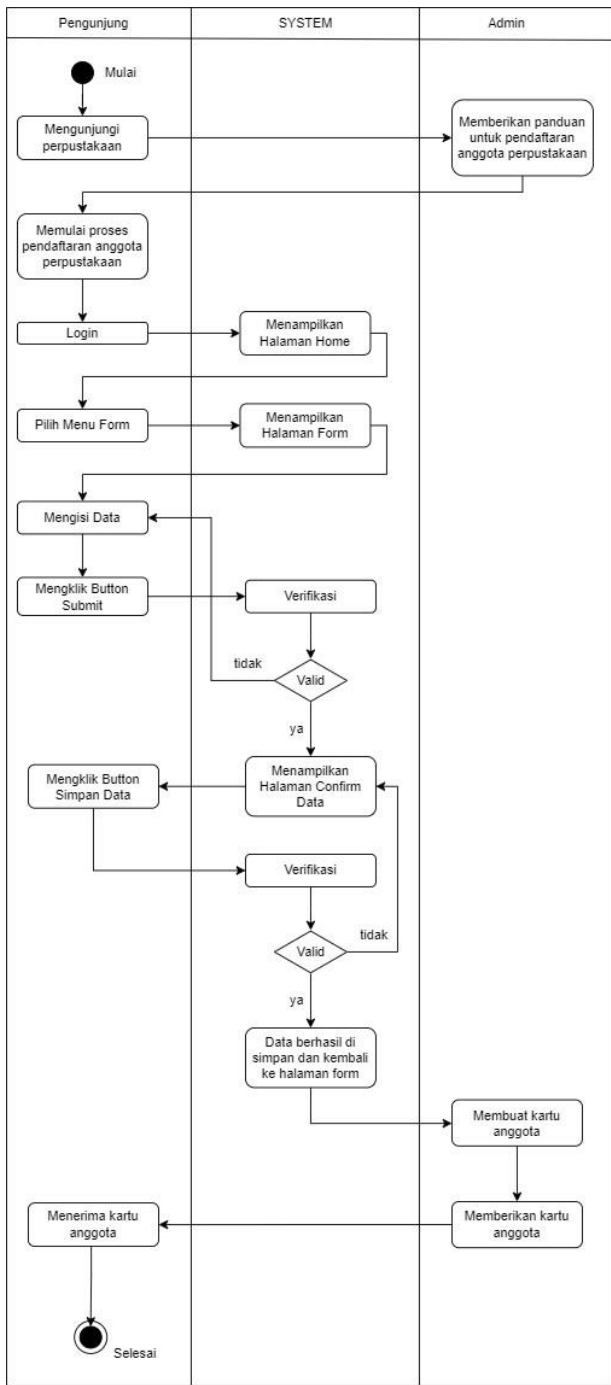 Pengunjung
SYSTEM
Admin
Mulai
Mengunjungi
perpustakaan
Memberikan panduan
untuk pendaftaran
anggota perpustakaan
Memulai proses
pendaftaran anggota
perpustakaan
Login
Menampilkan
Halaman Home
Pilih Menu Form
Menampilkan
Halaman Form
Mengisi Data
Mengklik Button
Submit
Verifikasi
tidak
Valid
ya
Mengklik Button
Simpan Data
Menampilkan
Halaman Confirm
Data
Verifikasi
Valid
tidak
ya
Data berhasil di
simpan dan kembali
ke halaman form
Membuat kartu
anggota
Menerima kartu
anggota
Memberikan kartu
anggota
Selesai